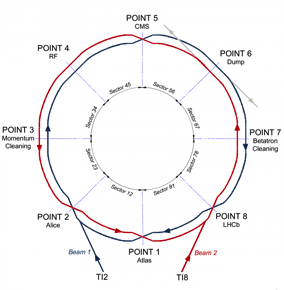 POINT 5
CMS
POINT 4
RF
POINT 6
Dump
Sector 45
Sector 56
Sector 34
Sector 67
POINT 3
Momentum
Cleaning
POINT 7
Betatron
Cleaning
Sector 23
Sector 78
Sector 12
Sector 81
POINT 2
Alice
POINT 8
LHCb
POINT 1
Atlas
Beam 1
Beam 2
TI2
TI8